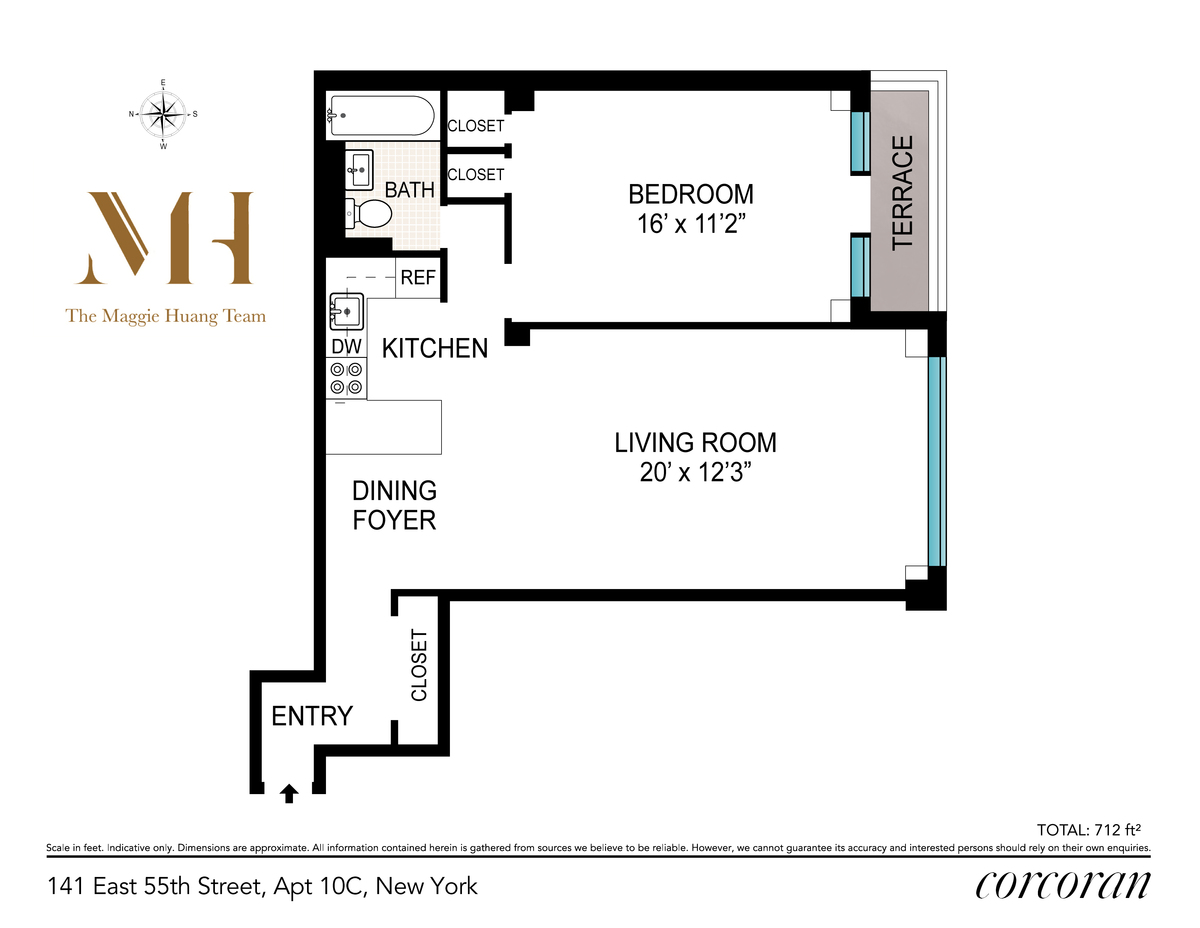 E
N
S
W
MH
The Maggie Huang Team
CLOSET
CLOSET
BATH
BEDROOM
16’ x 11’2”
TERRACE
REF
DW
KITCHEN
LIVING ROOM
20’ x 12’3”
DINING
FOYER
CLOSET
ENTRY
TOTAL: 712 ft²
Scale in feet. Indicative only. Dimensions are approximate. All information contained herein is gathered from sources we believe to be reliable. However, we cannot guarantee its accuracy and interested persons should rely on their own enquiries.
141 East 55th Street, Apt 10C, New York
corcoran